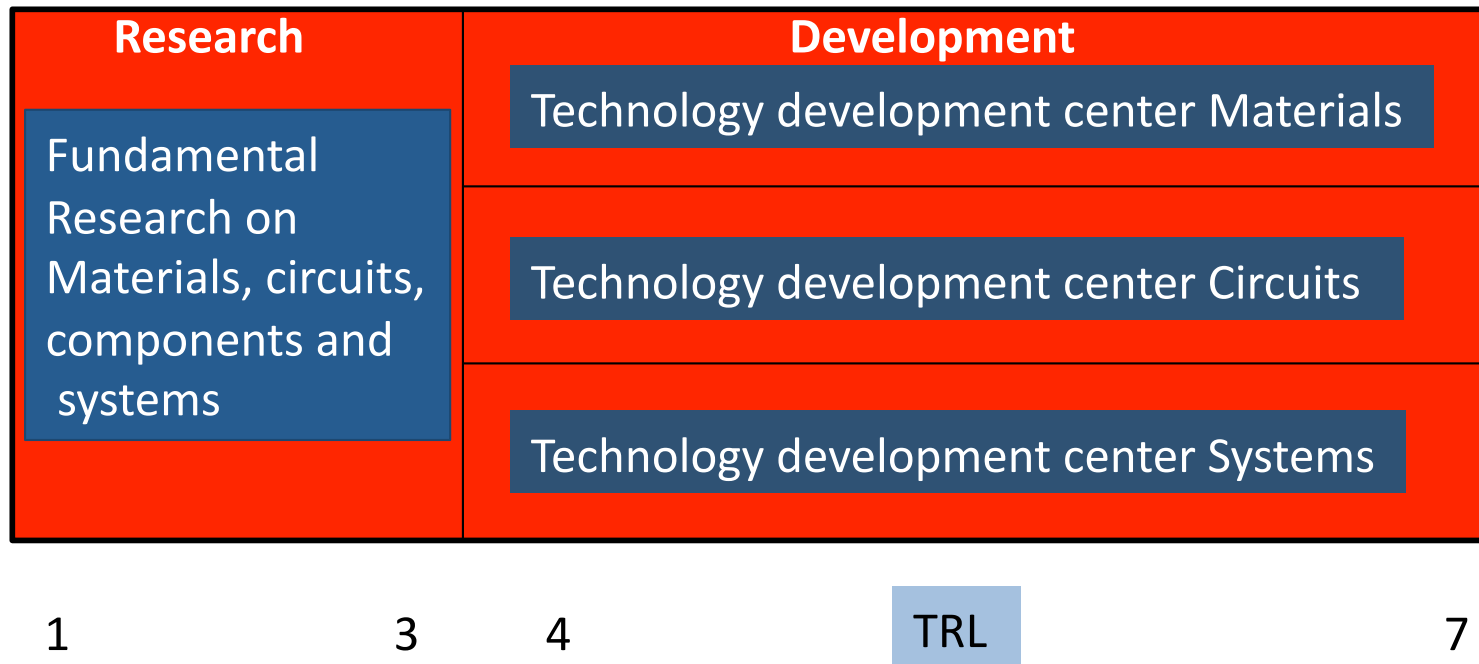 Research
Development
Fundamental
Research on
Materials, circuits,
components and
systems
Technology development center Materials
Technology development center Circuits
Technology development center Systems
1 3 4 TRL 7